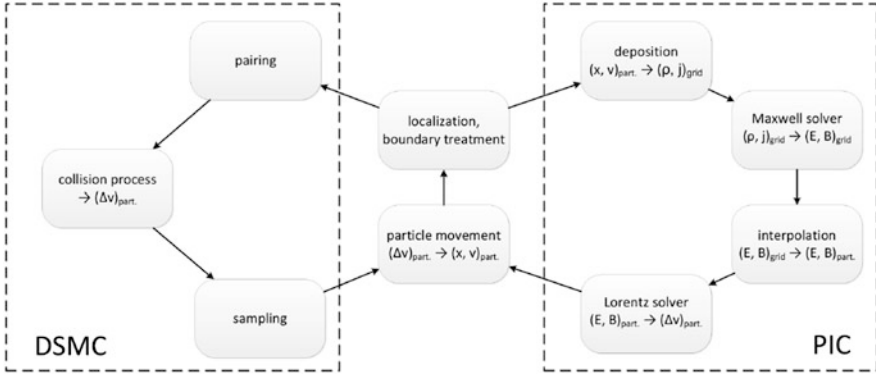 pairing
collision process
→ (Δv)part.
sampling
DSMC
localization,
boundary treatment
particle movement
(Δv)part. → (x, v)part.
deposition
(x, v)part. → (ρ, j)grid
Maxwell solver
(ρ, j)grid → (E, B)grid
interpolation
(E, B)grid → (E, B)part.
Lorentz solver
(E, B)part. → (Δv)part.
PIC